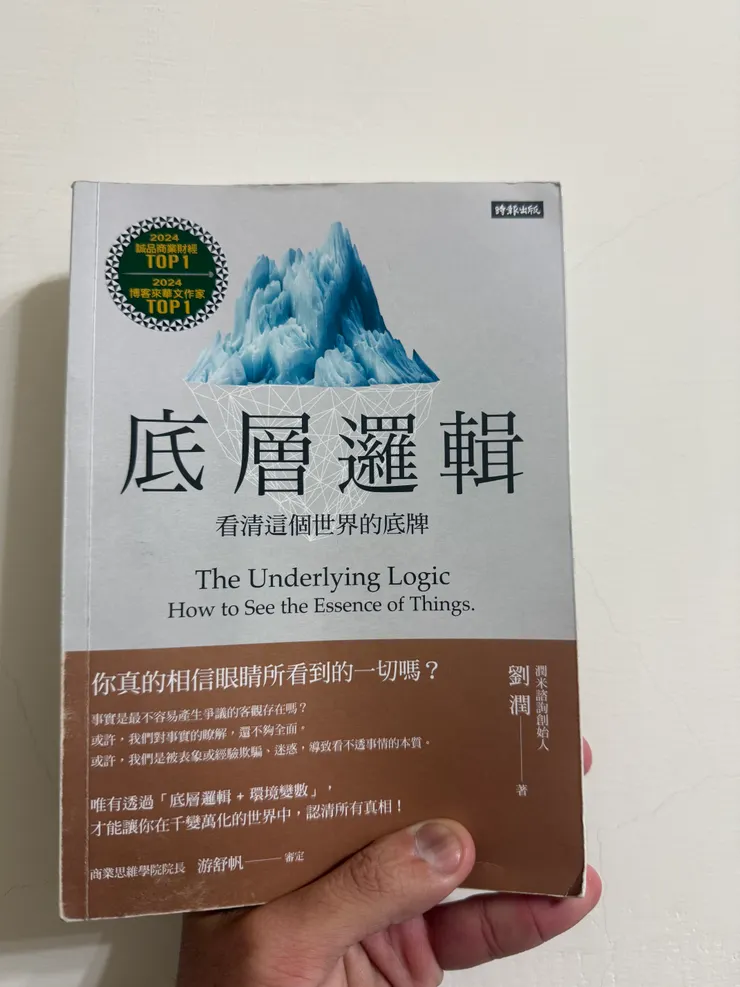 時報出版
2024
誠品商業財經
TOP 1
2024
博客來華文作家
TOP 1
底層邏輯
看清這個世界的底牌
The Underlying Logic
How to See the Essence of Things.
你真的相信眼睛所看到的一切嗎？
事實是最不容易產生爭議的客觀存在嗎？
或許，我們對事實的瞭解，還不夠全面。
或許，我們是被表象或經驗欺騙、迷惑，導致看不透事情的本質。
唯有透過「底層邏輯 + 環境變數」，
才能讓你在千變萬化的世界中，認清所有真相！
商業思維學院院長 游舒帆——審定
潤米諮詢創始人
劉潤——著